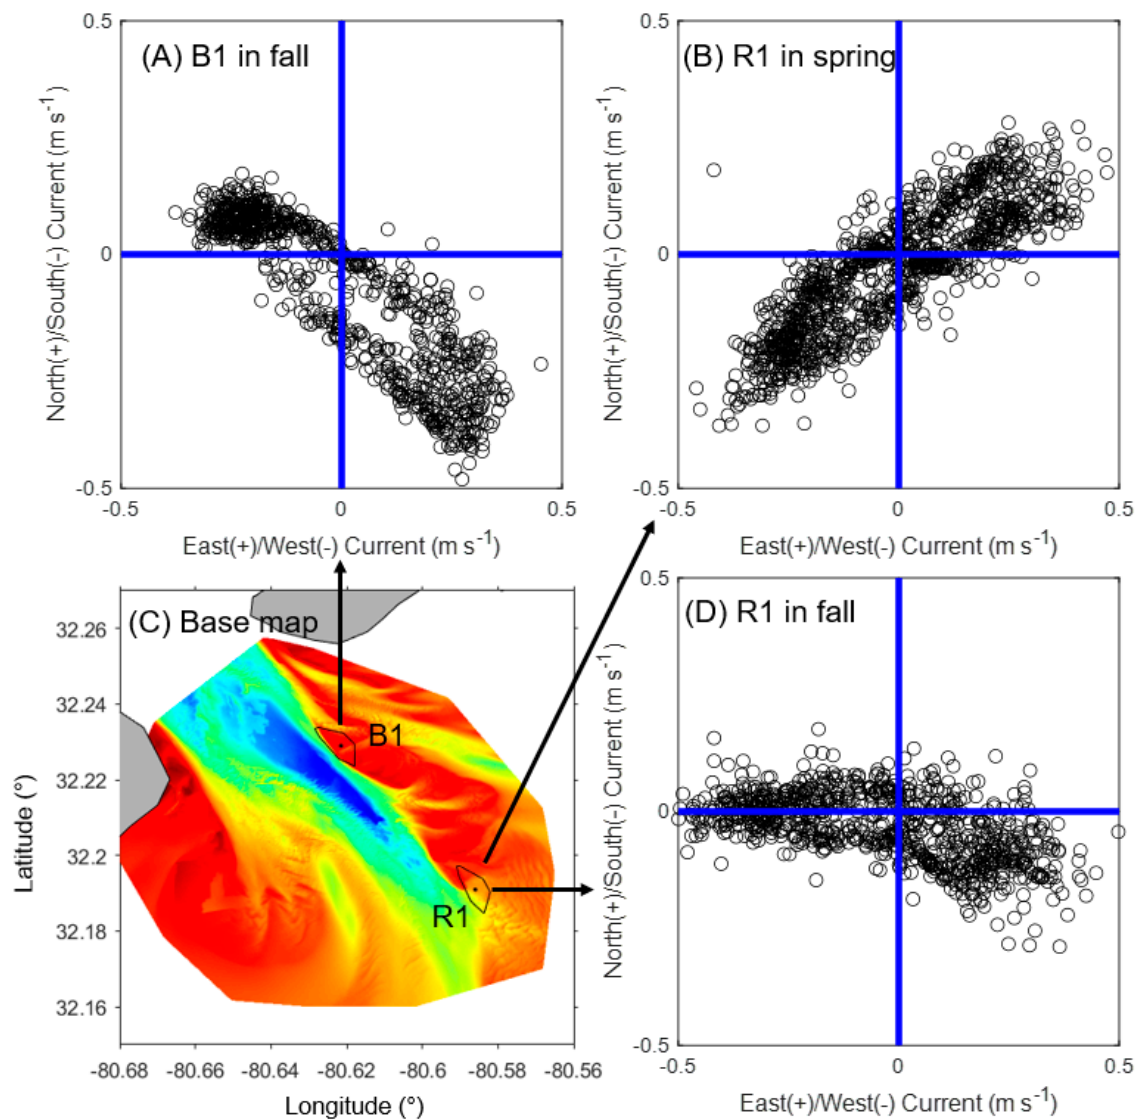 (A) B1 in fall
0.5
0
-0.5
-0.5
0
0.5
North(+)/South(-) Current (m s⁻¹)
East(+)/West(-) Current (m s⁻¹)
(B) R1 in spring
0.5
0
-0.5
-0.5
0
0.5
North(+)/South(-) Current (m s⁻¹)
East(+)/West(-) Current (m s⁻¹)
(C) Base map
32.26
32.24
32.22
32.2
32.18
32.16
-80.68
-80.66
-80.64
-80.62
-80.6
-80.58
-80.56
Latitude (°)
Longitude (°)
B1
R1
(D) R1 in fall
0.5
0
-0.5
-0.5
0
0.5
North(+)/South(-) Current (m s⁻¹)
East(+)/West(-) Current (m s⁻¹)